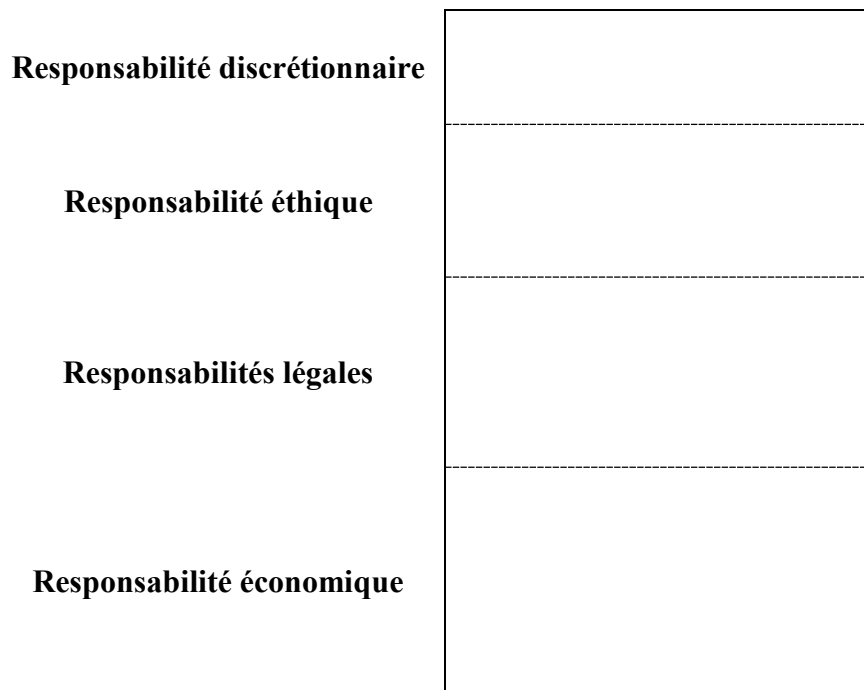 Responsabilité discrétionnaire
Responsabilité éthique
Responsabilités légales
Responsabilité économique